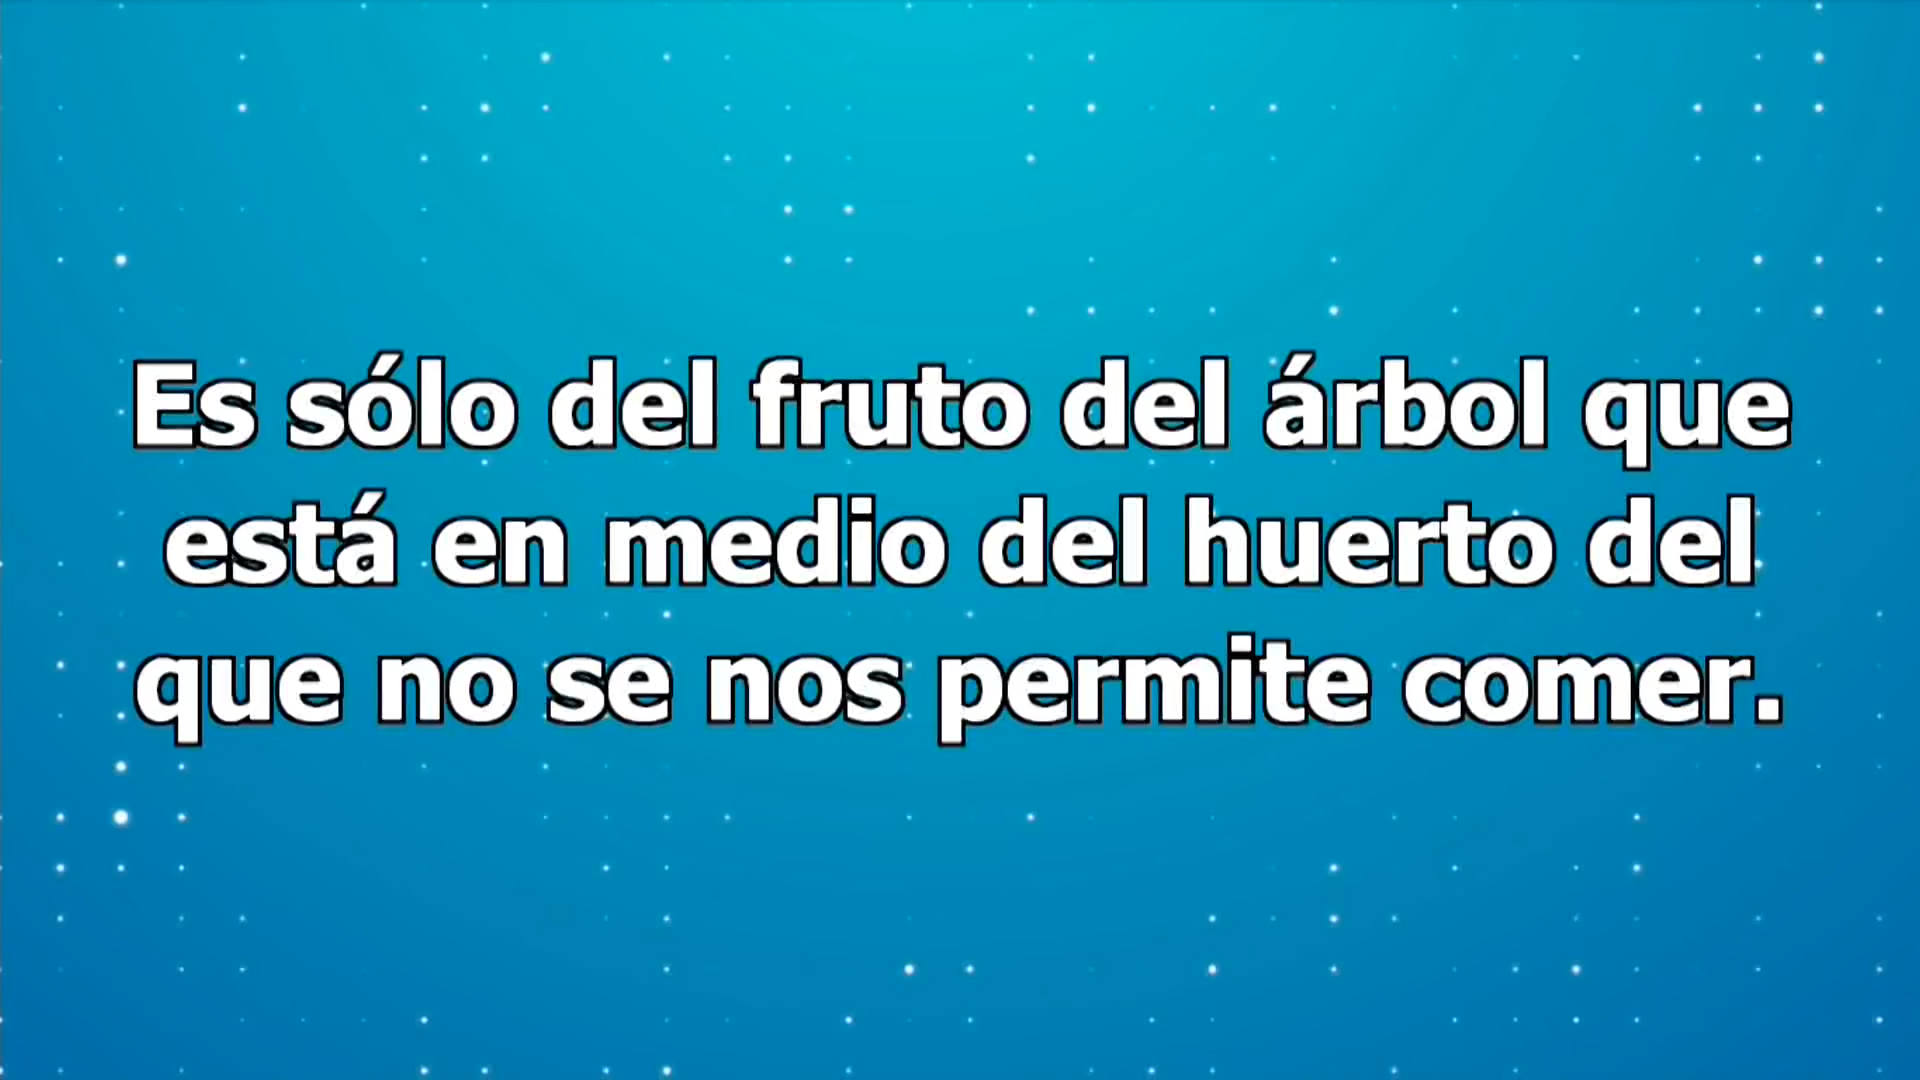 Es sólo del fruto del árbol que
está en medio del huerto del
que no se nos permite comer.